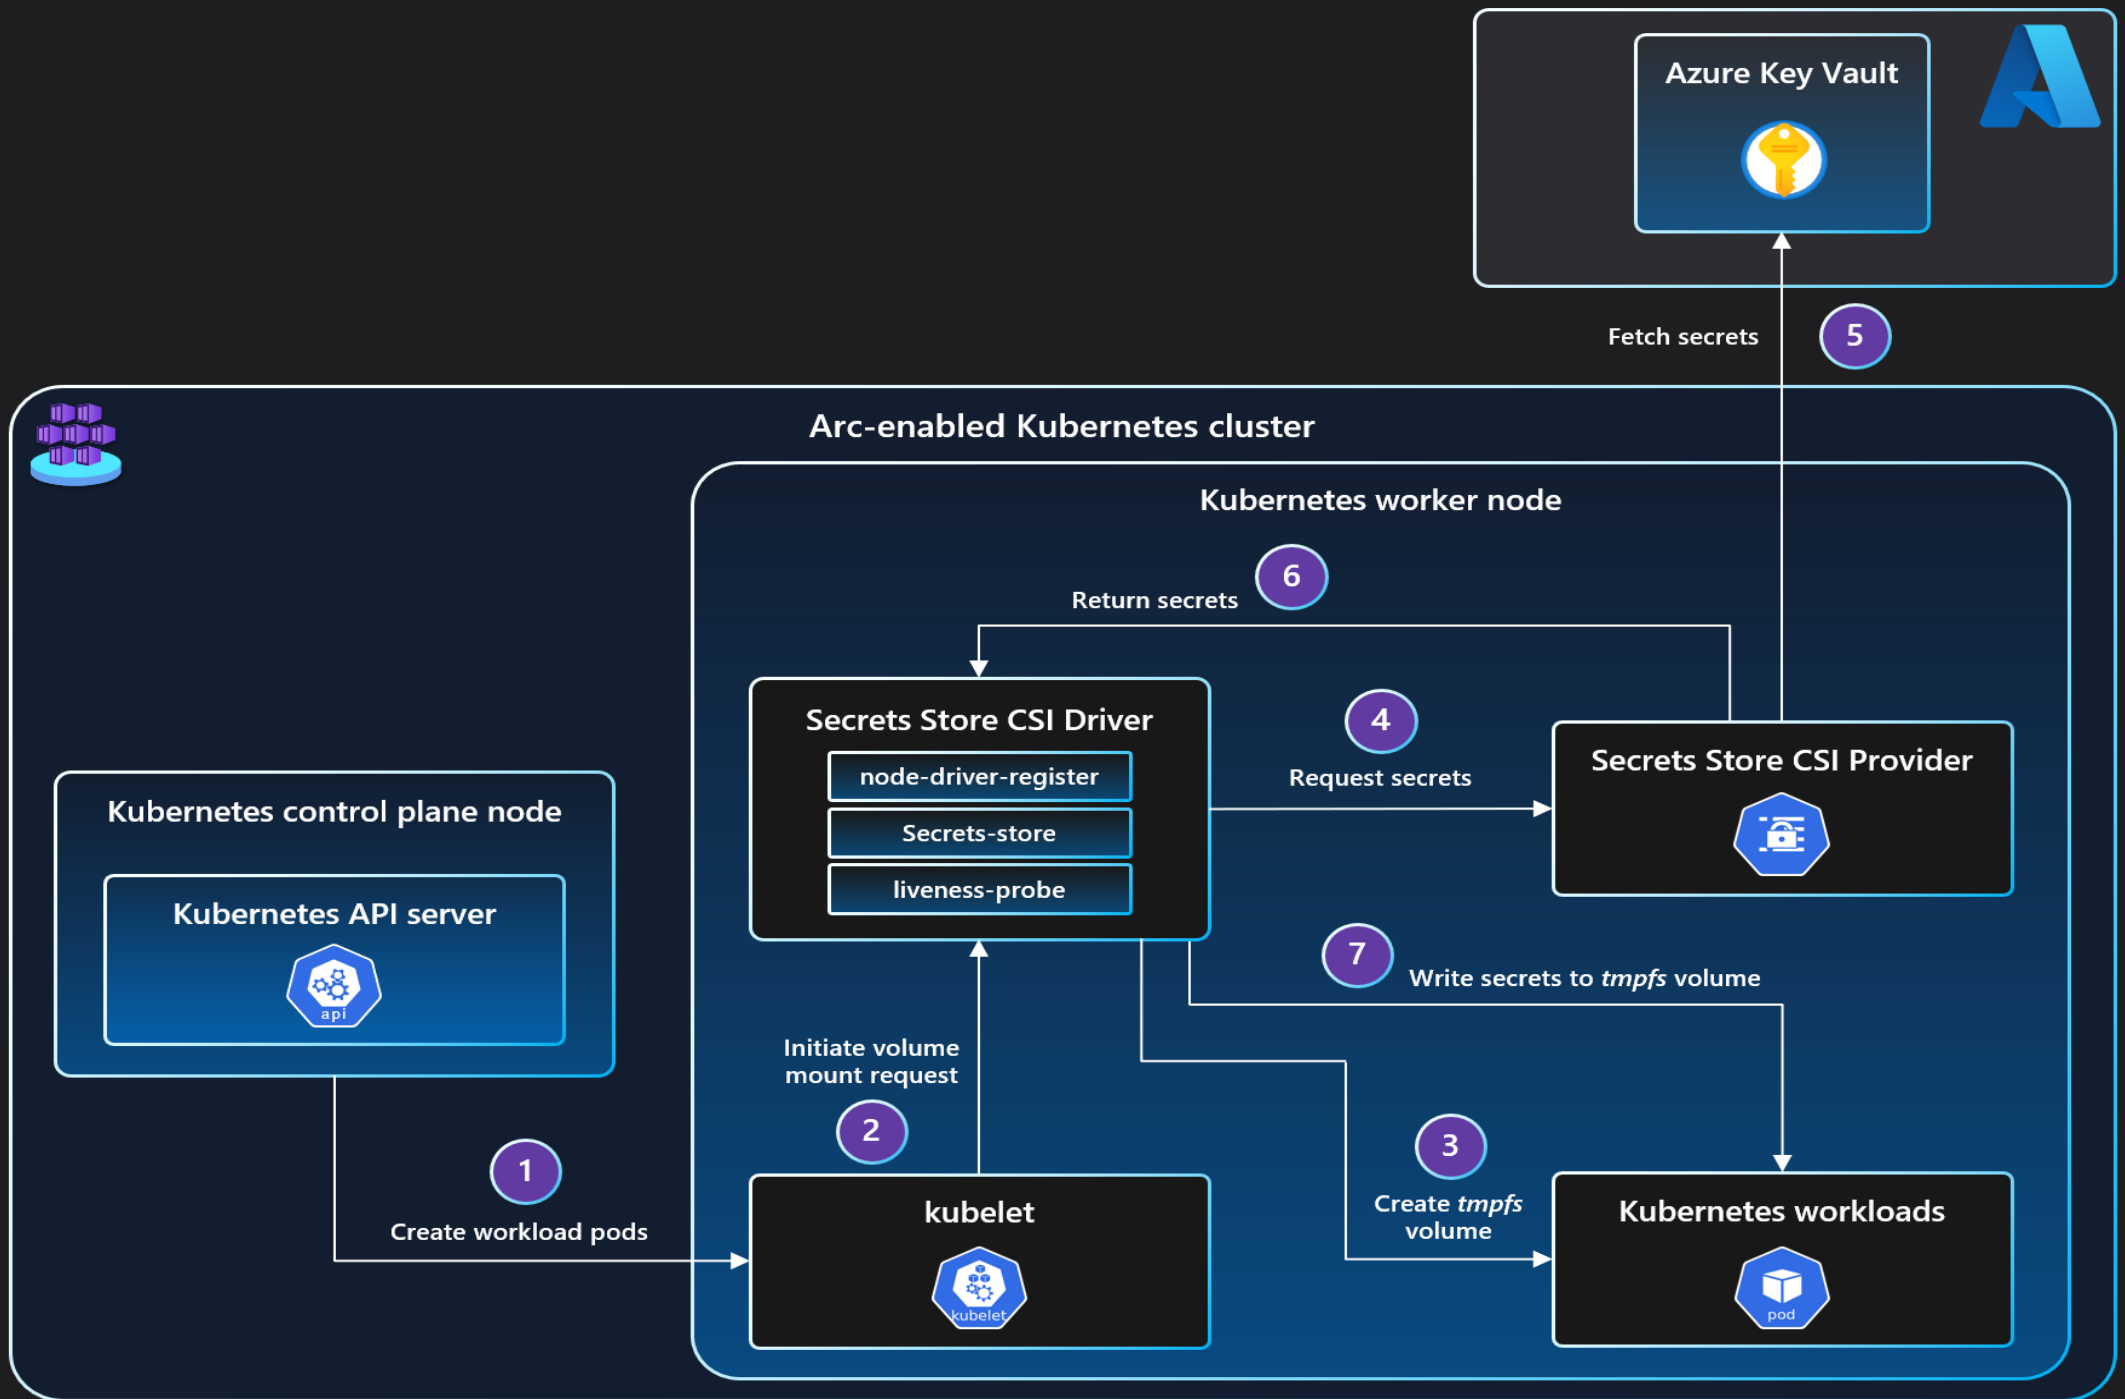 Azure Key Vault
Fetch secrets
5
Arc-enabled Kubernetes cluster
Kubernetes worker node
6
Return secrets
Secrets Store CSI Driver
node-driver-register
Secrets-store
liveness-probe
4
Request secrets
Secrets Store CSI Provider
Kubernetes control plane node
Kubernetes API server
api
7
Write secrets to tmpfs volume
Initiate volume
mount request
2
1
Create workload pods
3
Create tmpfs
volume
kubelet
kubelet
Kubernetes workloads
pod